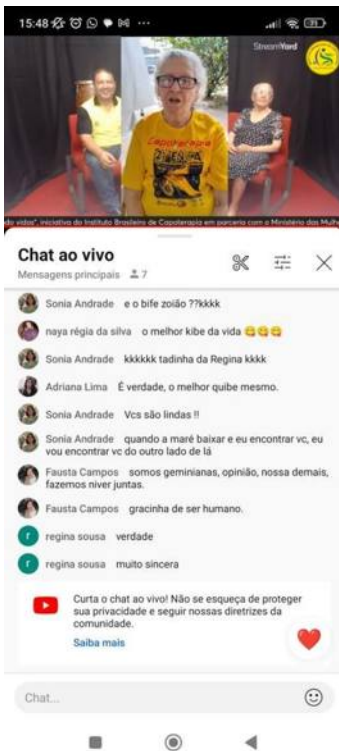 15:48
71
StreamYard
Capoterapia
do vidas", iniciativa do Instituto Brasileiro de Capoterapia em parceria com o Ministério das Mulh
Chat ao vivo
Mensagens principais 7
Sonia Andrade e o bife zoião ??kkkk
naya régia da silva o melhor kibe da vida 😋😋😋
Sonia Andrade kkkkkk tadinha da Regina kkkk
Adriana Lima É verdade, o melhor quibe mesmo.
Sonia Andrade Vcs são lindas !!
Sonia Andrade quando a maré baixar e eu encontrar vc, eu
vou encontrar vc do outro lado de lá
Fausta Campos somos geminianas, opinião, nossa demais,
fazemos niver juntas.
Fausta Campos gracinha de ser humano.
r regina sousa verdade
r regina sousa muito sincera
Curta o chat ao vivo! Não se esqueça de proteger
sua privacidade e seguir nossas diretrizes da
comunidade.
Saiba mais
Chat...